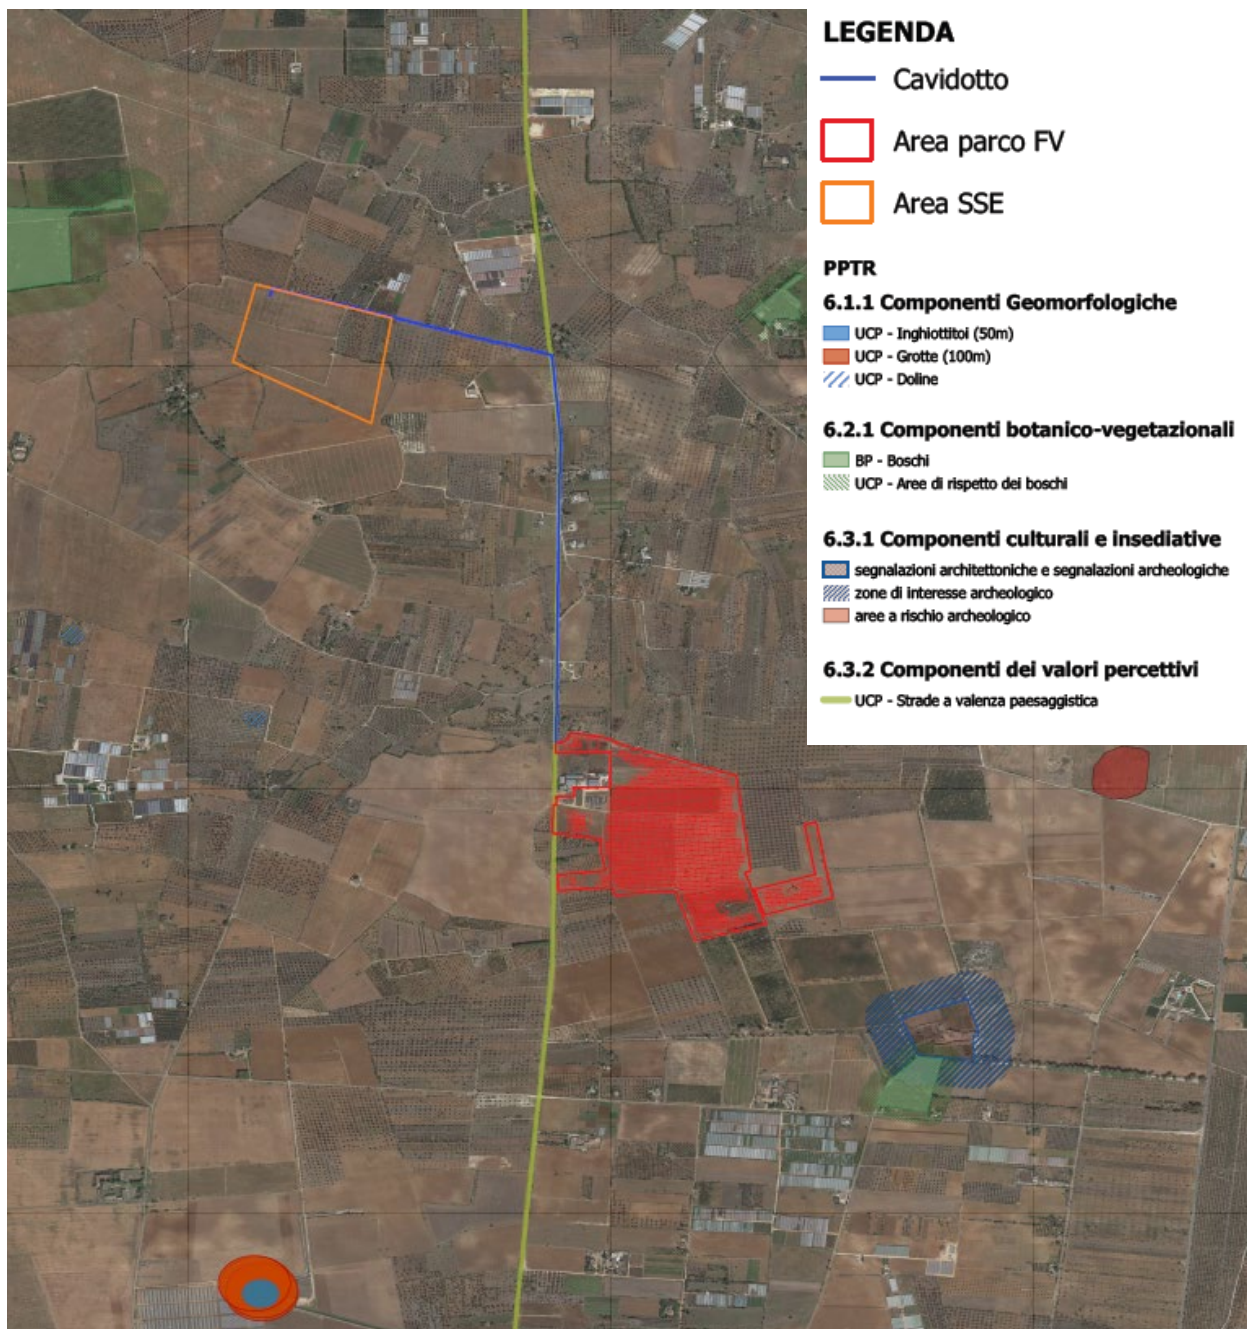 LEGENDA
Cavidotto
Area parco FV
Area SSE
PPTR
6.1.1 Componenti Geomorfologiche
UCP - Inghiottitoi (50m)
UCP - Grotte (100m)
UCP - Doline
6.2.1 Componenti botanico-vegetazionali
BP - Boschi
UCP - Aree di rispetto dei boschi
6.3.1 Componenti culturali e insediative
segnalazioni architettoniche e segnalazioni archeologiche
zone di interesse archeologico
aree a rischio archeologico
6.3.2 Componenti dei valori percettivi
UCP - Strade a valenza paesaggistica